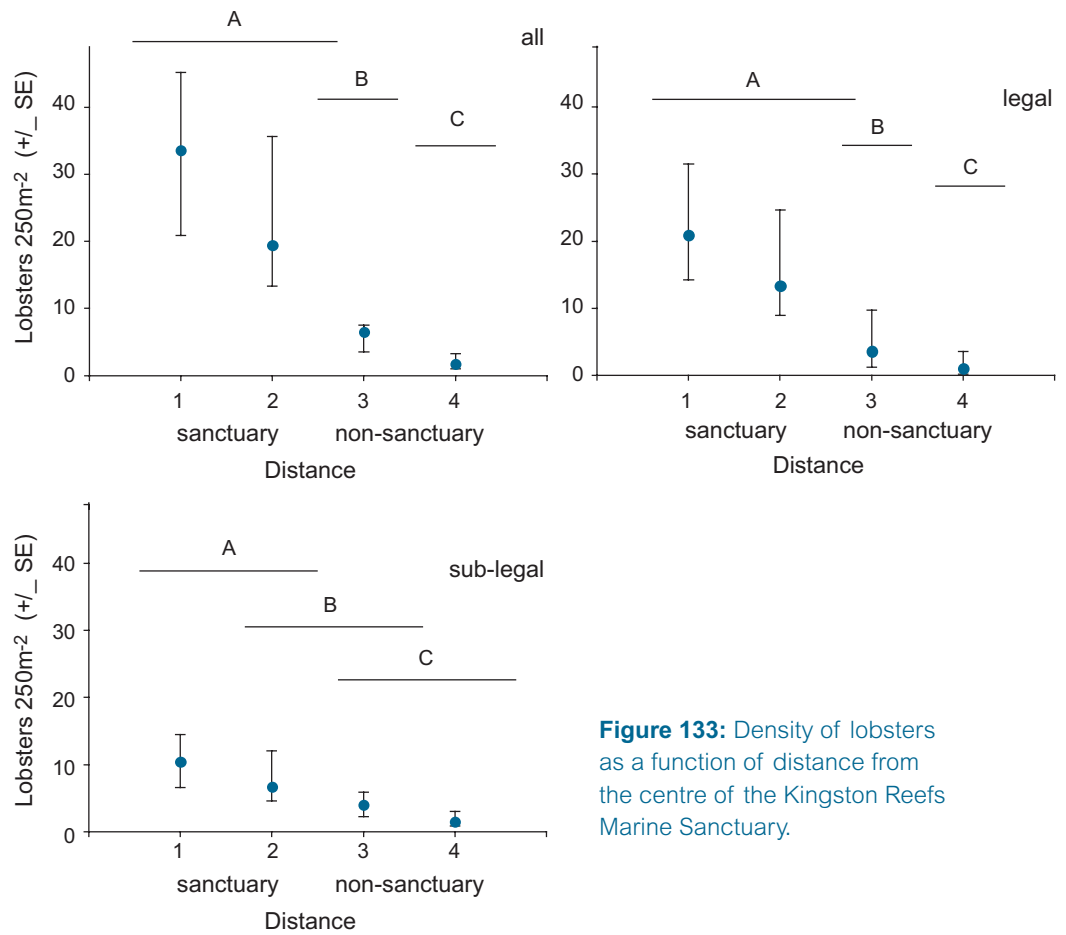 A
all
B
C
Lobsters 250m-2 (+/_ SE)
40
30
20
10
0
1 2 3 4
sanctuary non-sanctuary
Distance
A
legal
B
C
40
30
20
10
0
1 2 3 4
sanctuary non-sanctuary
Distance
A
sub-legal
B
C
Lobsters 250m-2 (+/_ SE)
40
30
20
10
0
1 2 3 4
sanctuary non-sanctuary
Distance
Figure 133: Density of lobsters
as a function of distance from
the centre of the Kingston Reefs
Marine Sanctuary.